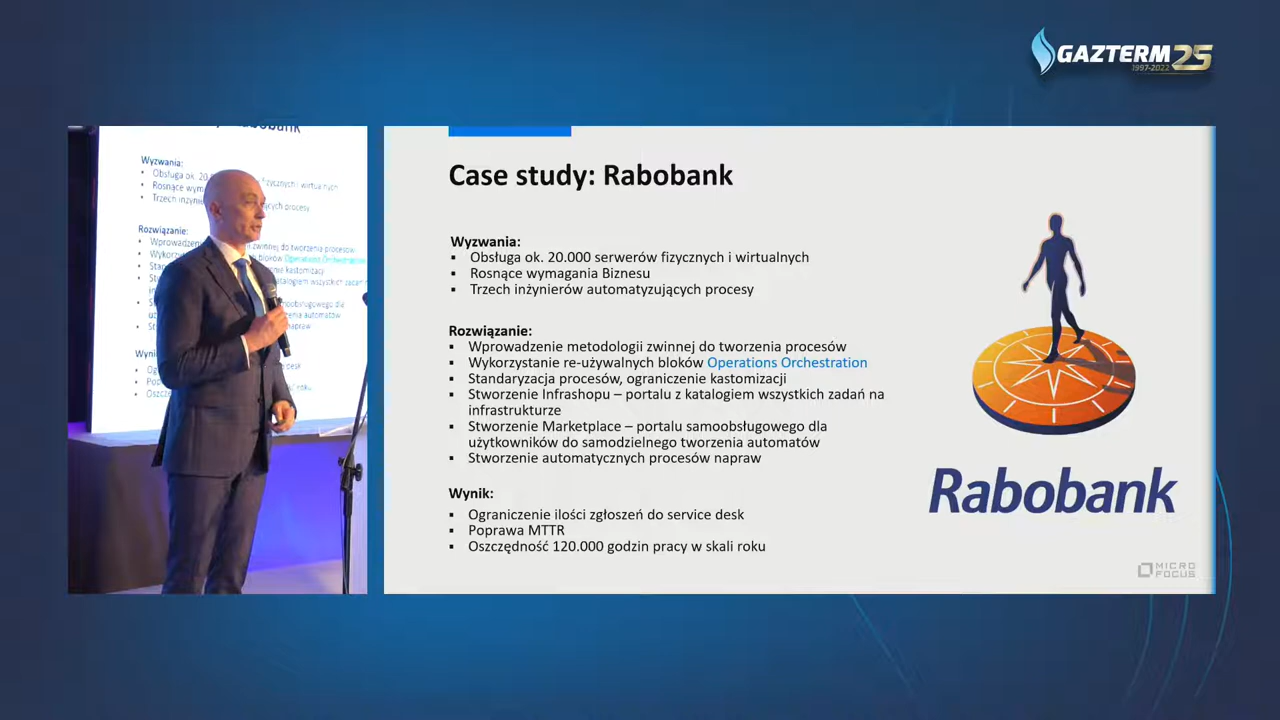 GAZTERM 25
1997-2022
Wyzwania:
Rozwiązanie:
Case study: Rabobank
Wyzwania:
▪ Obsługa ok. 20.000 serwerów fizycznych i wirtualnych
▪ Rosnące wymagania Biznesu
▪ Trzech inżynierów automatyzujących procesy
Rozwiązanie:
▪ Wprowadzenie metodologii zwinnej do tworzenia procesów
▪ Wykorzystanie re-używalnych bloków Operations Orchestration
▪ Standaryzacja procesów, ograniczenie kastomizacji
▪ Stworzenie Infrashopu – portalu z katalogiem wszystkich zadań na
infrastrukturze
▪ Stworzenie Marketplace – portalu samoobsługowego dla
użytkowników do samodzielnego tworzenia automatów
▪ Stworzenie automatycznych procesów napraw
Wynik:
▪ Ograniczenie ilości zgłoszeń do service desk
▪ Poprawa MTTR
▪ Oszczędność 120.000 godzin pracy w skali roku
Rabobank
MICRO
FOCUS